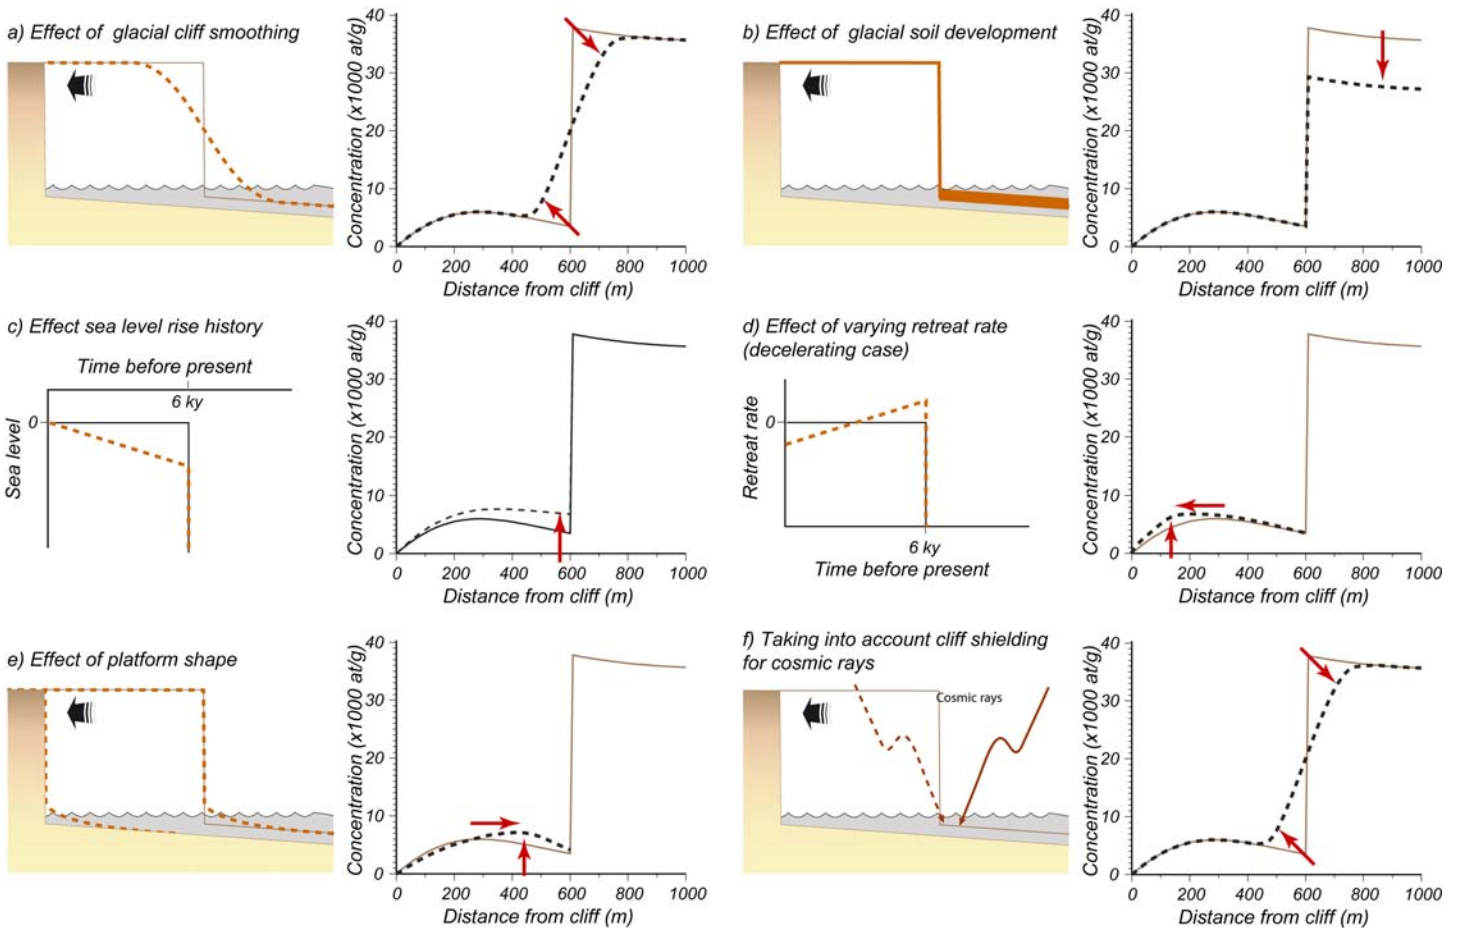 a) Effect of  glacial cliff smoothing
Concentration (x1000 at/g)
40
30
20
10
0
0 200 400 600 800 1000
Distance from cliff (m)
b) Effect of  glacial soil development
Concentration (x1000 at/g)
40
30
20
10
0
0 200 400 600 800 1000
Distance from cliff (m)
c) Effect sea level rise history
Time before present
6 ky
0
Sea level
Concentration (x1000 at/g)
40
30
20
10
0
0 200 400 600 800 1000
Distance from cliff (m)
d) Effect of varying retreat rate
(decelerating case)
0
Retreat rate
6 ky
Time before present
Concentration (x1000 at/g)
40
30
20
10
0
0 200 400 600 800 1000
Distance from cliff (m)
e) Effect of platform shape
Concentration (x1000 at/g)
40
30
20
10
0
0 200 400 600 800 1000
Distance from cliff (m)
f) Taking into account cliff shielding
for cosmic rays
Cosmic rays
Concentration (x1000 at/g)
40
30
20
10
0
0 200 400 600 800 1000
Distance from cliff (m)